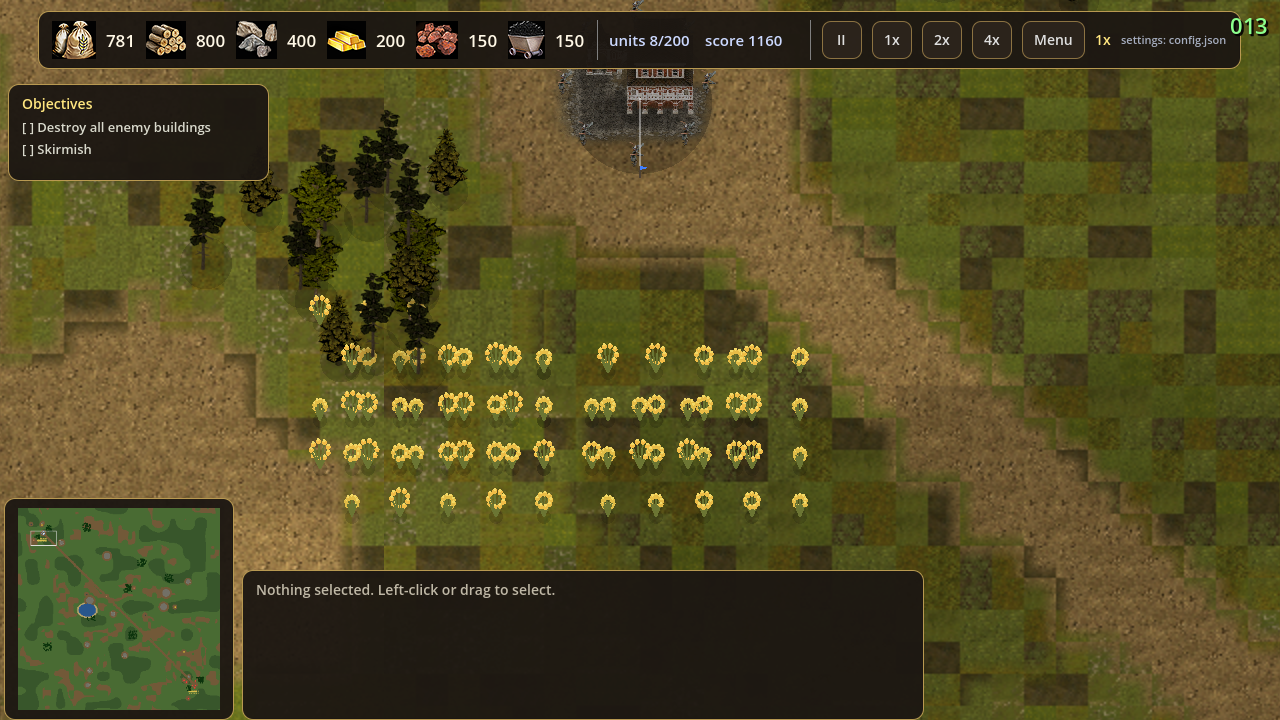 781 800 400 200 150 150 units 8/200 score 1160 II 1x 2x 4x Menu 1x settings: config.json 013
Objectives
[ ] Destroy all enemy buildings
[ ] Skirmish
Nothing selected. Left-click or drag to select.